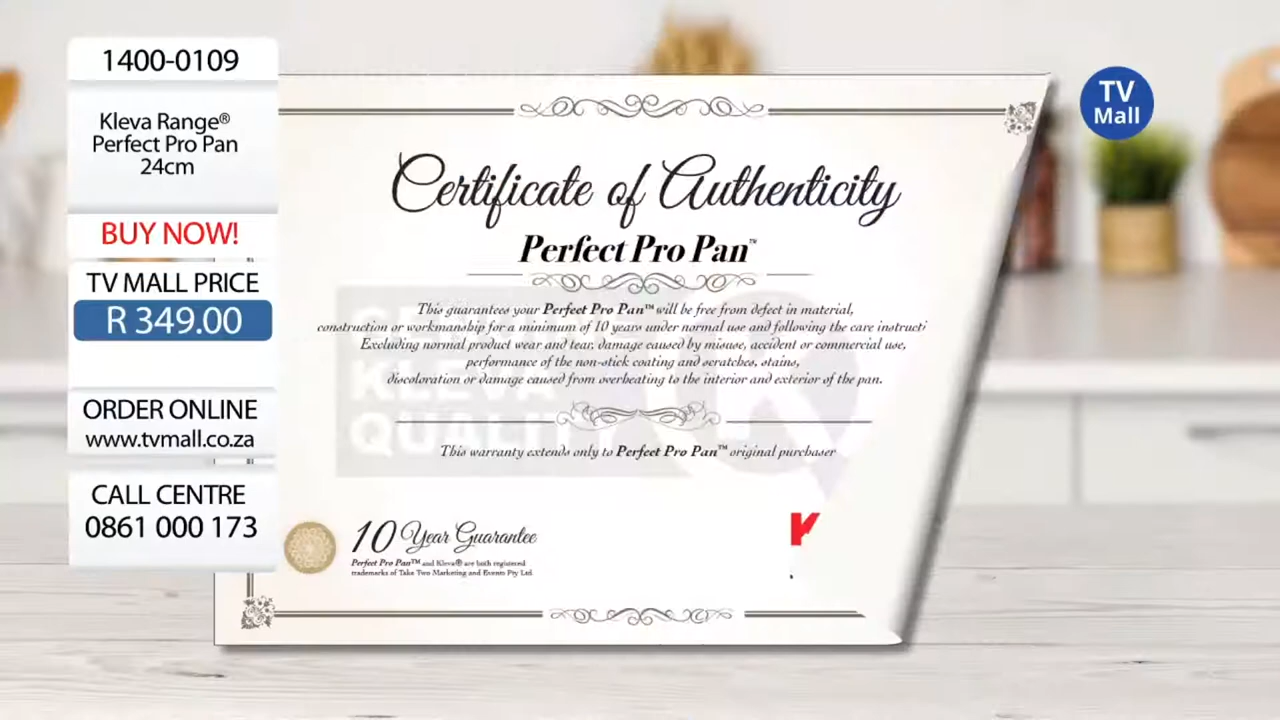 1400-0109
Kleva Range®
Perfect Pro Pan
24cm
BUY NOW!
TV MALL PRICE
R 349.00
ORDER ONLINE
www.tvmall.co.za
CALL CENTRE
0861 000 173
TV
Mall
Certificate of Authenticity
Perfect Pro Pan™
This guarantees your Perfect Pro Pan™ will be free from defect in material,
construction or workmanship for a minimum of 10 years under normal use and following the care instructi
Excluding normal product wear and tear, damage caused by misuse, accident or commercial use,
performance of the non-stick coating and scratches, stains,
discoloration or damage caused from overheating to the interior and exterior of the pan.
KLEVA
QUALITY
This warranty extends only to Perfect Pro Pan™ original purchaser
10 Year Guarantee
Perfect Pro Pan™ and Kleva® are both registered
trademarks of Take Two Marketing and Events Pty Ltd.